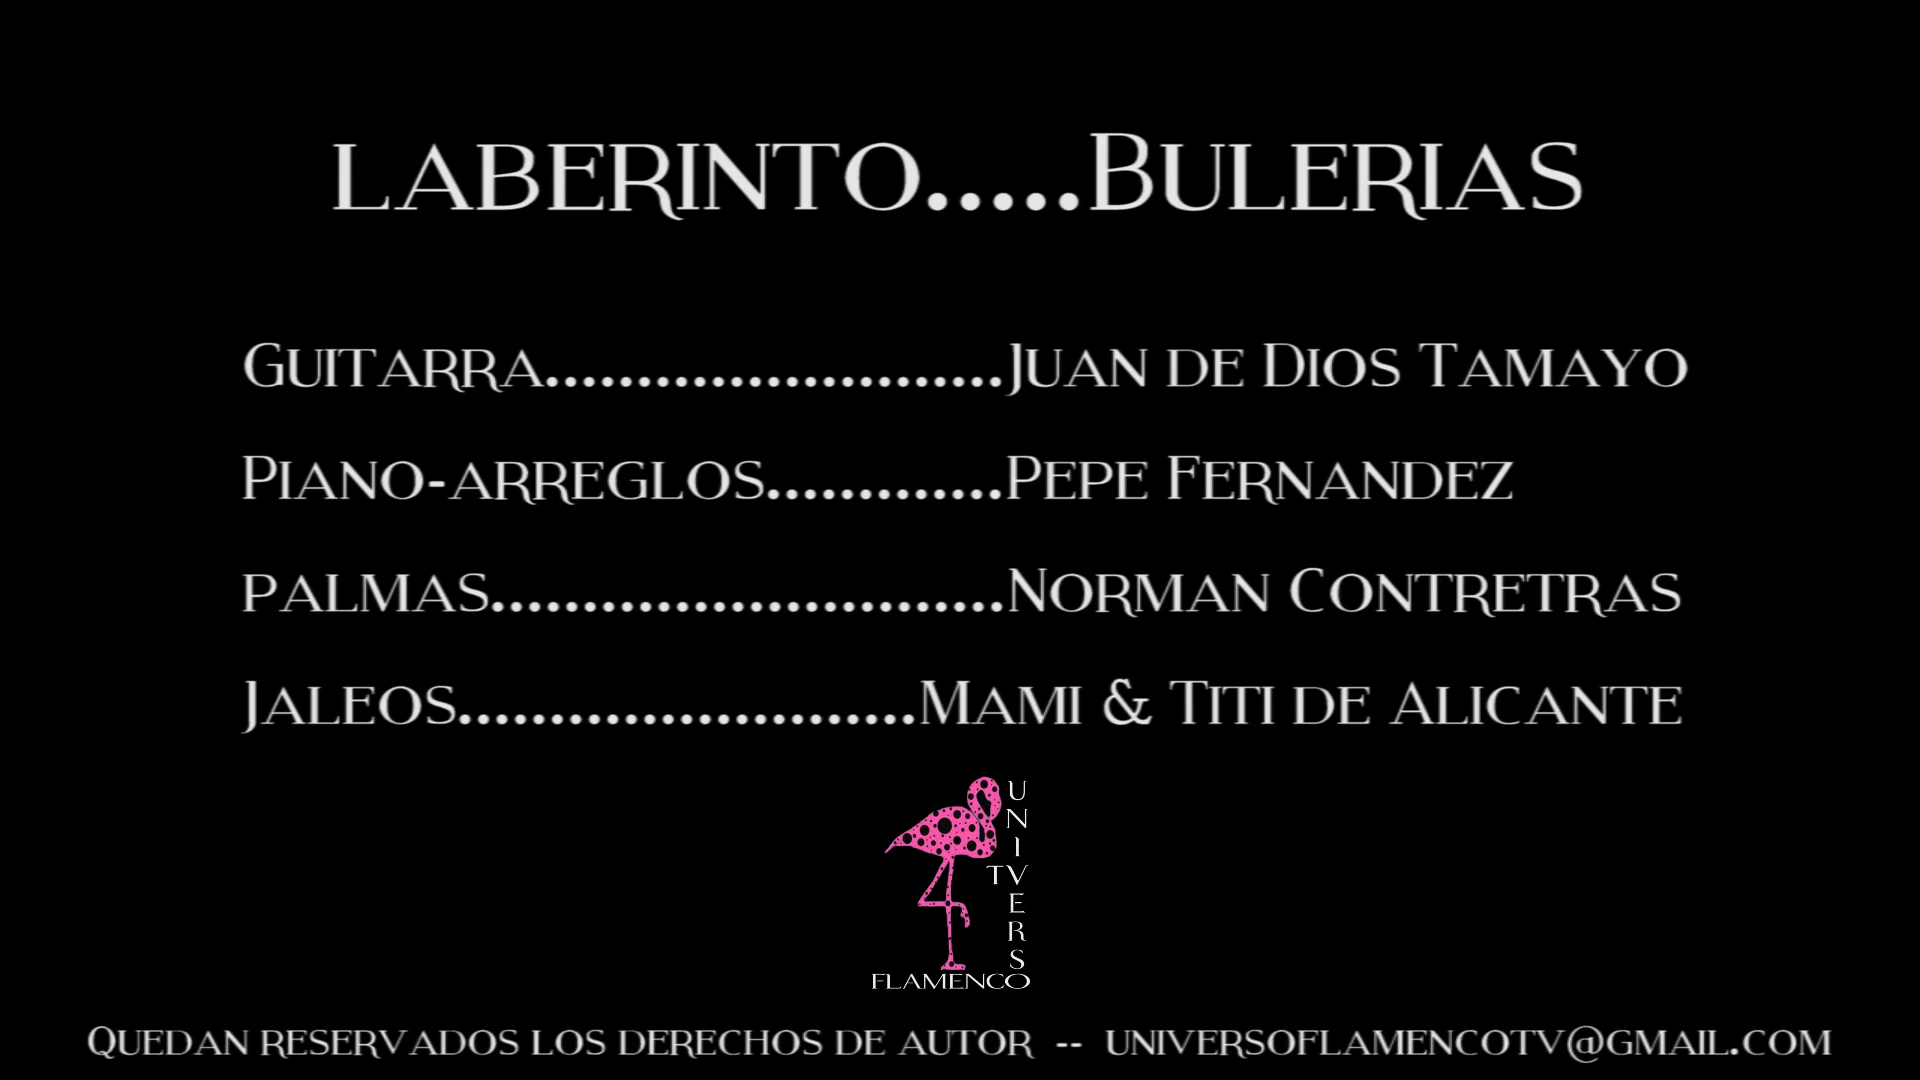 LABERINTO.....BULERIAS
GUITARRA.........................JUAN DE DIOS TAMAYO
PIANO-ARREGLOS.............PEPE FERNANDEZ
PALMAS............................NORMAN CONTRETRAS
JALEOS.........................MAMI & TITI DE ALICANTE
UNIVERSO
TV
FLAMENCO
QUEDAN RESERVADOS LOS DERECHOS DE AUTOR -- UNIVERSOFLAMENCOTV@GMAIL.COM